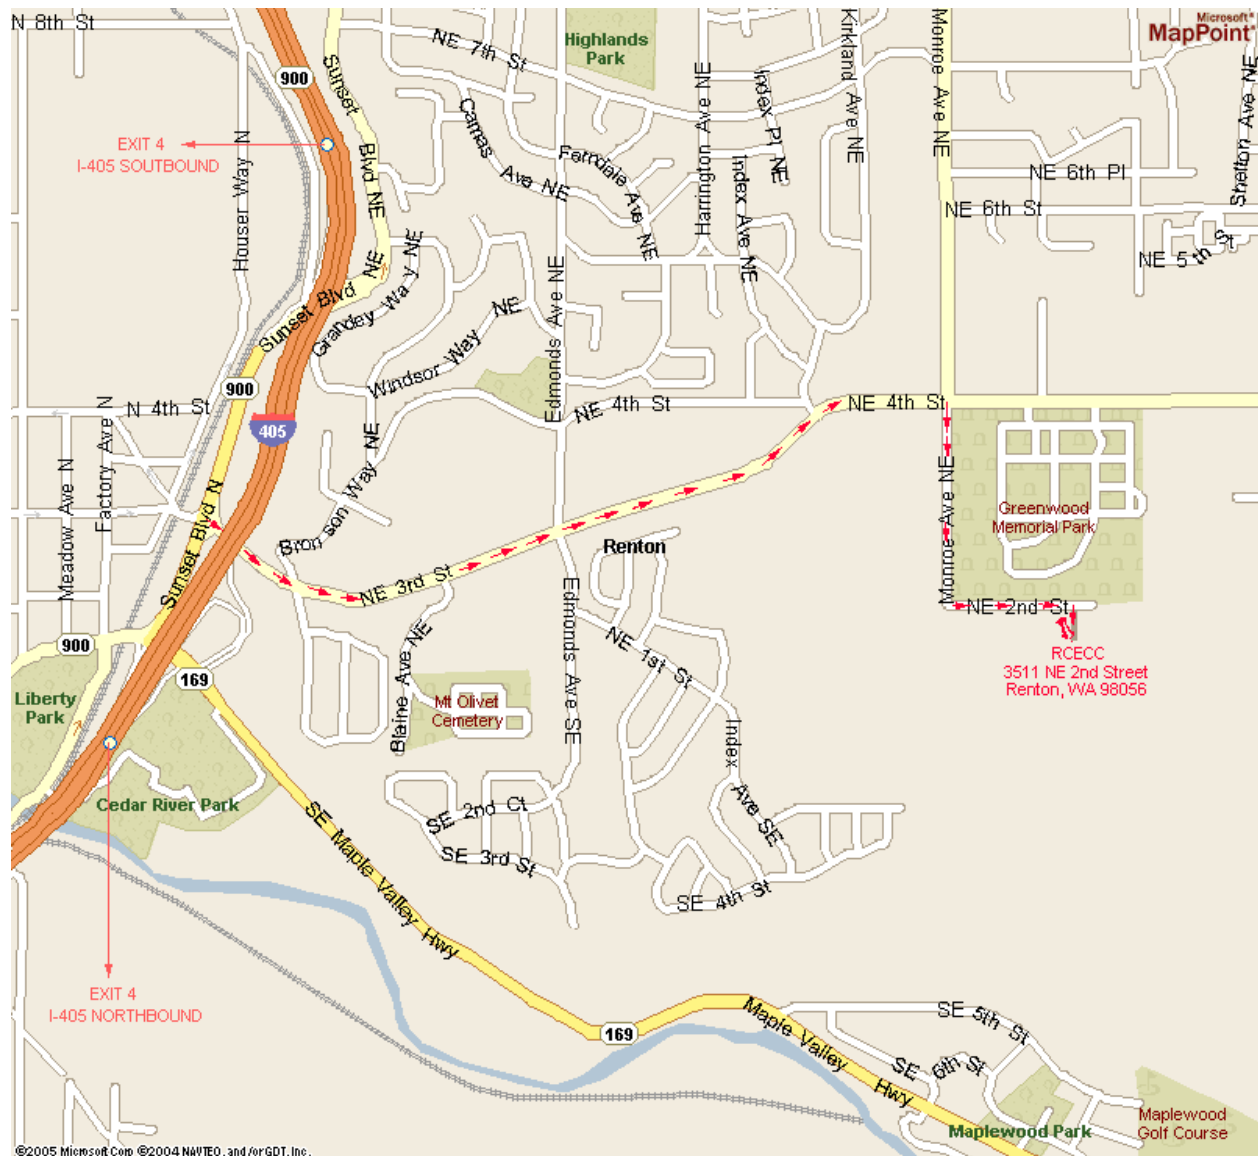 N 8th St
Microsoft®
MapPoint®
900
Sunset Blvd NE
NE 7th St
Highlands
Park
Harrington Ave NE
Index Pl NE
Kirkland Ave NE
Monroe Ave NE
Shelton Ave NE
EXIT 4
I-405 SOUTBOUND
Houser Way N
Camas Ave NE
Ferndale Ave NE
Index Ave NE
NE 6th Pl
NE 6th St
NE 5th St
Sunset Blvd NE
Grandey Way NE
Windsor Way NE
Edmonds Ave NE
900
N 4th St
405
NE 4th St
NE 4th St
Meadow Ave N
Factory Ave N
Sunset Blvd N
Bronson Way NE
NE 3rd St
Renton
Monroe Ave NE
Greenwood
Memorial Park
NE 2nd St
RCECC
3511 NE 2nd Street
Renton, WA 98056
900
169
Liberty
Park
Blaine Ave NE
Mt Olivet
Cemetery
Edmonds Ave SE
NE 1st St
Index Ave SE
Cedar River Park
SE 2nd Ct
SE 3rd St
SE 4th St
SE Maple Valley Hwy
EXIT 4
I-405 NORTHBOUND
169
Maple Valley Hwy
SE 5th St
SE 6th St
Maplewood Park
Maplewood
Golf Course
©2005 Microsoft Corp ©2004 NAVTEQ, and/or GDT, Inc.